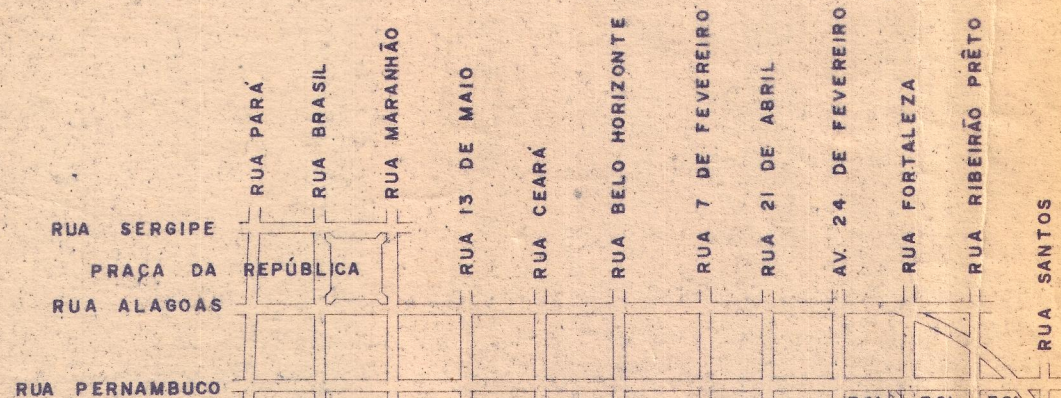 RUA PARÁ
RUA BRASIL
RUA MARANHÃO
RUA 13 DE MAIO
RUA CEARÁ
RUA BELO HORIZONTE
RUA 7 DE FEVEREIRO
RUA 21 DE ABRIL
AV. 24 DE FEVEREIRO
RUA FORTALEZA
RUA RIBEIRÃO PRÊTO
RUA SANTOS
RUA SERGIPE
PRAÇA DA REPÚBLICA
RUA ALAGOAS
RUA PERNAMBUCO